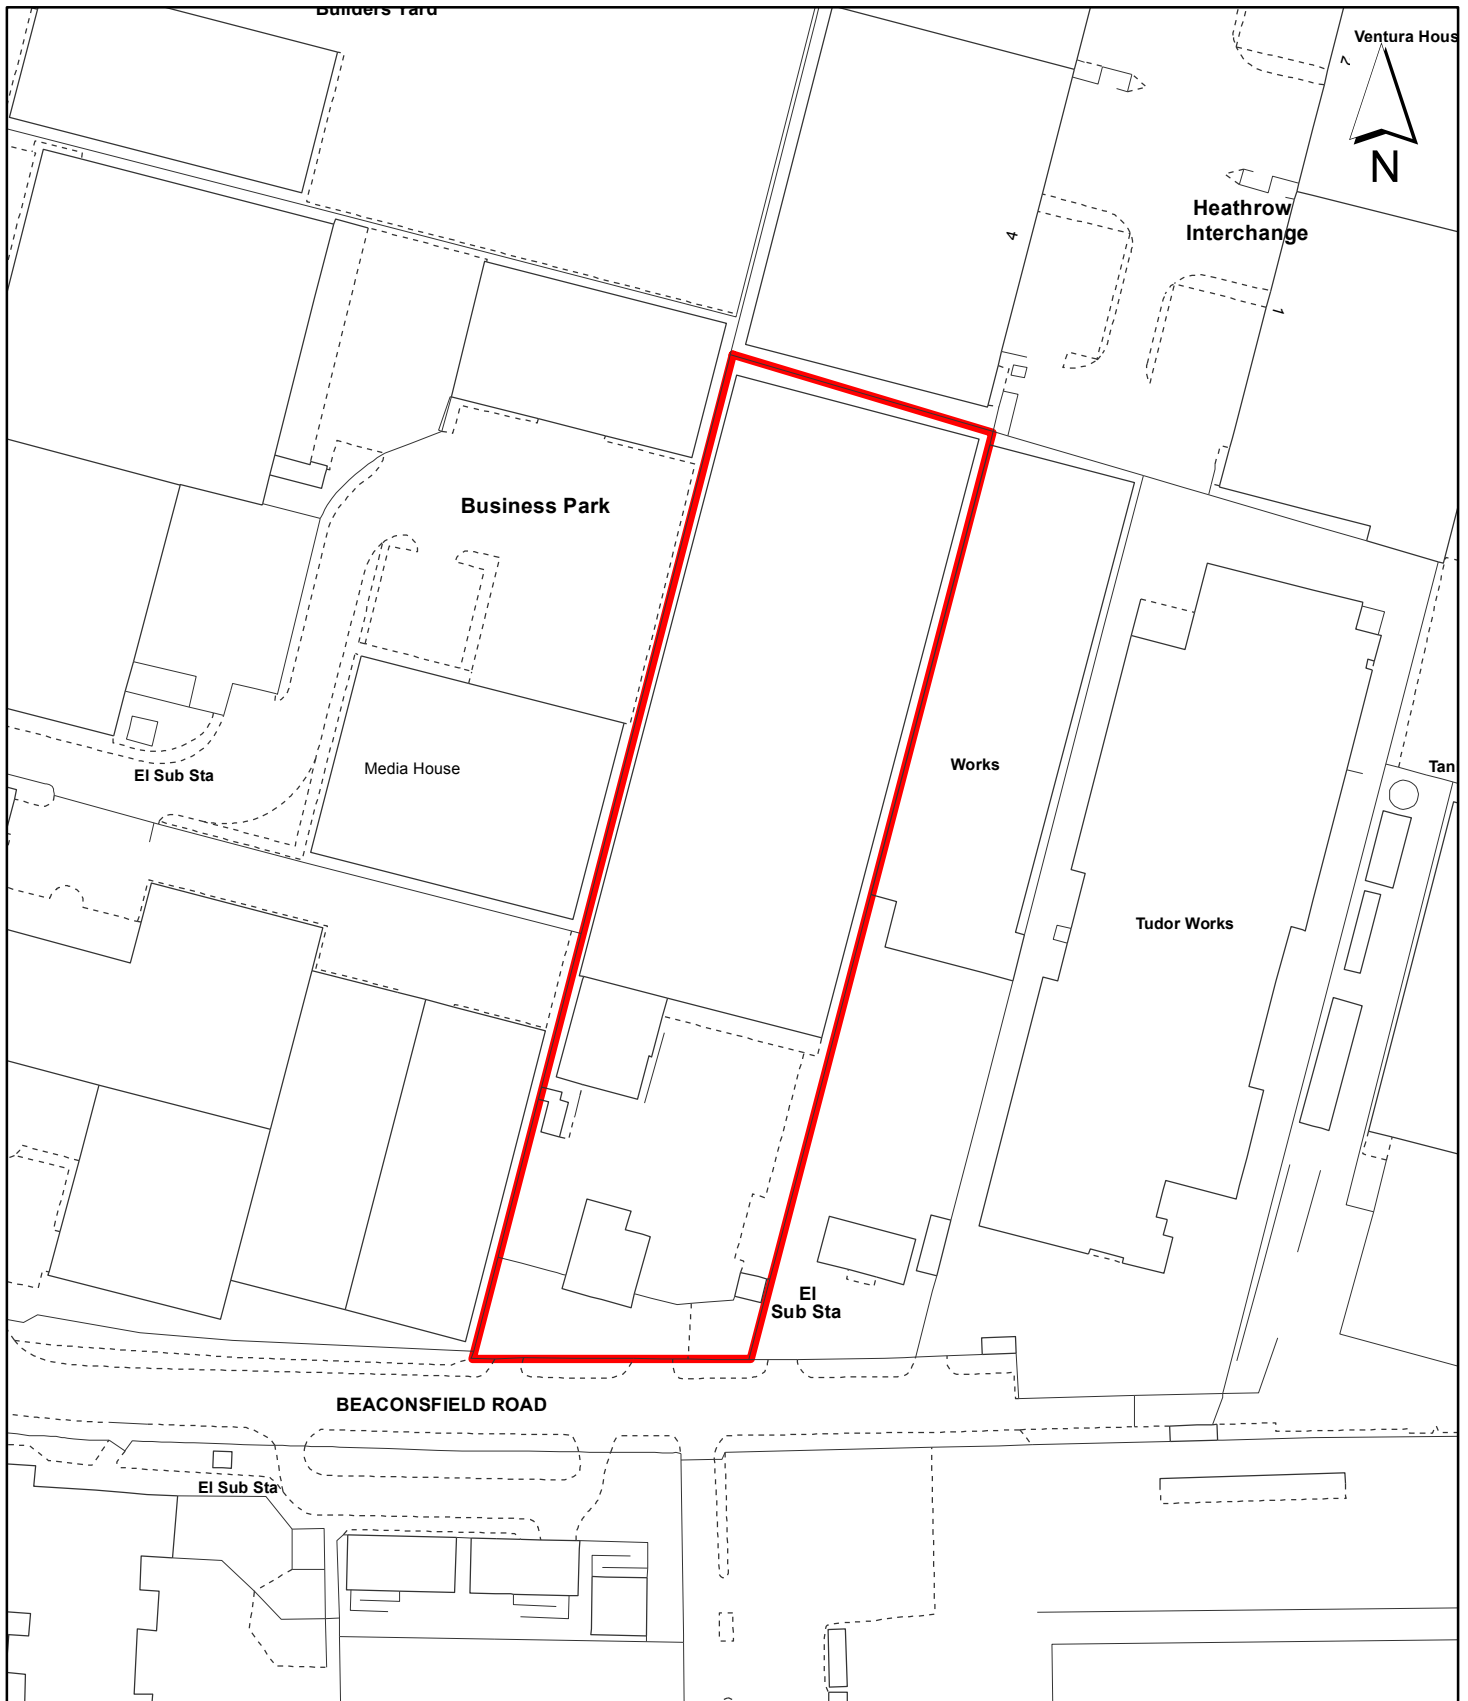 Builders Yard
Ventura Hous
7
N
Heathrow
Interchange
4
1
Business Park
Works
Media House
El Sub Sta
Tan
Tudor Works
El
Sub Sta
BEACONSFIELD ROAD
El Sub Sta